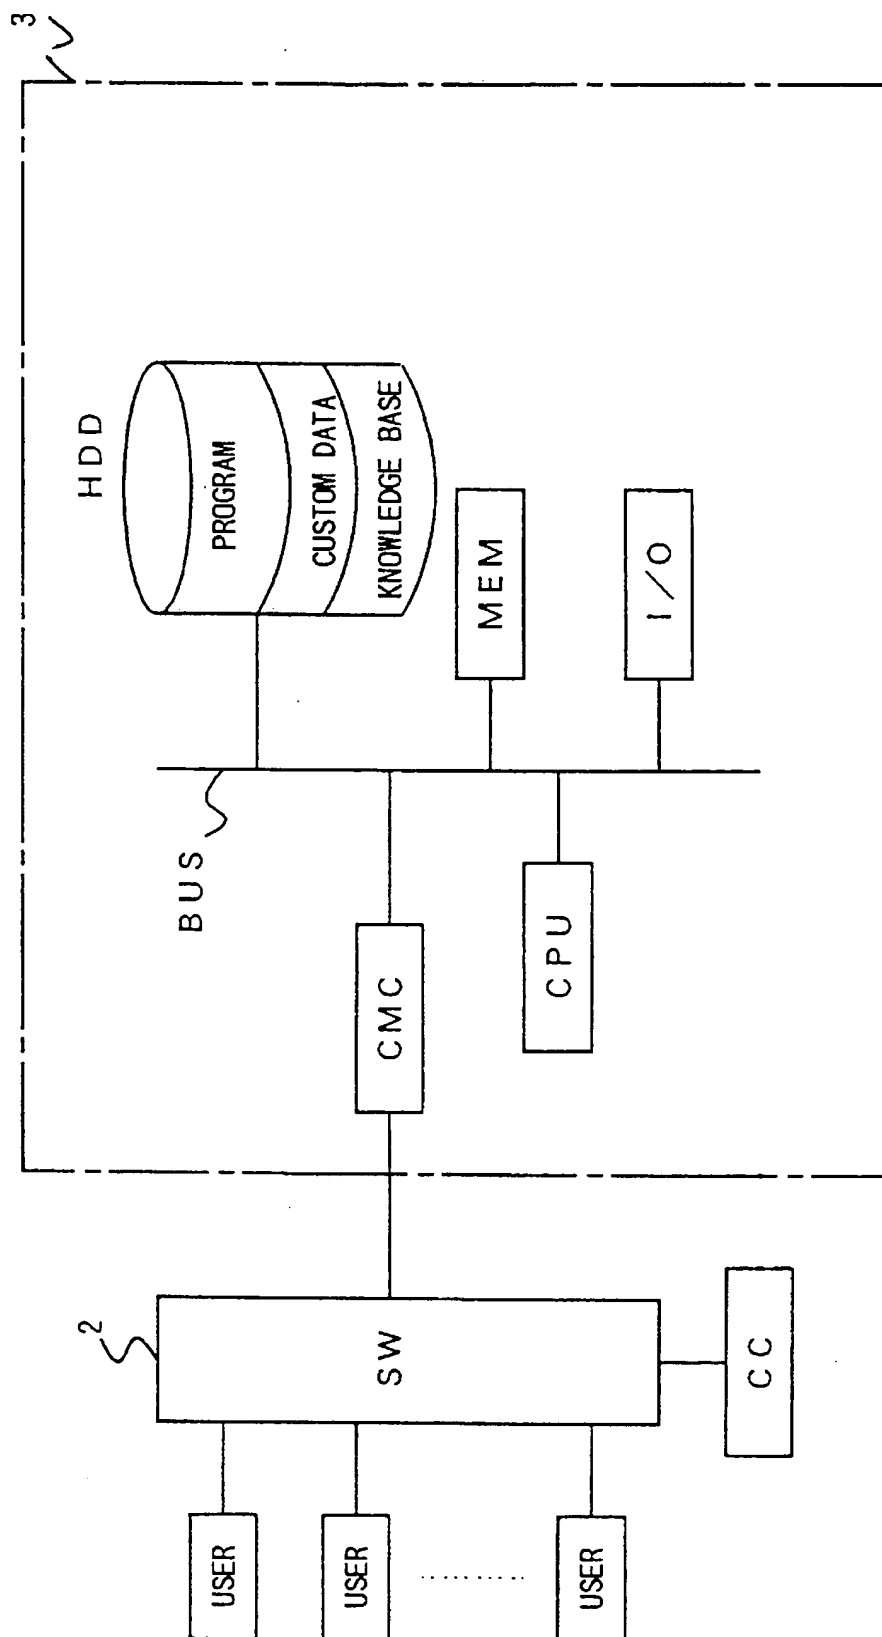 3
HDD
PROGRAM
CUSTOM DATA
KNOWLEDGE BASE
MEM
I/O
BUS
CMC
CPU
2
SW
CC
USER
USER
USER